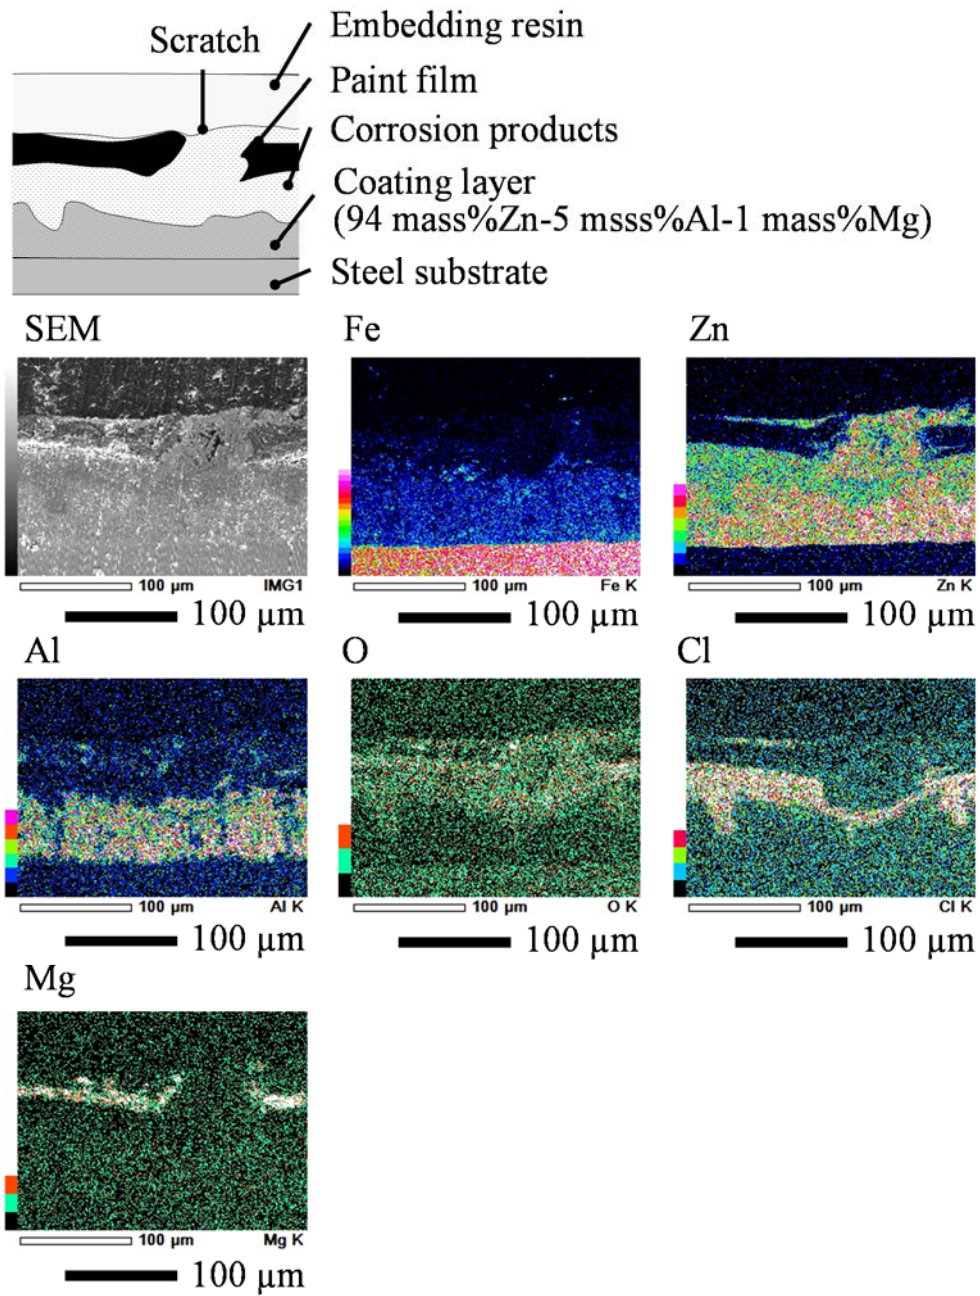 Scratch
Embedding resin
Paint film
Corrosion products
Coating layer
(94 mass%Zn-5 msss%Al-1 mass%Mg)
Steel substrate
SEM
Fe
Zn
100 µm
IMG1
100 µm
Fe K
100 µm
Zn K
100 µm
100 µm
100 µm
Al
O
Cl
100 µm
Al K
100 µm
O K
100 µm
Cl K
100 µm
100 µm
100 µm
Mg
100 µm
Mg K
100 µm